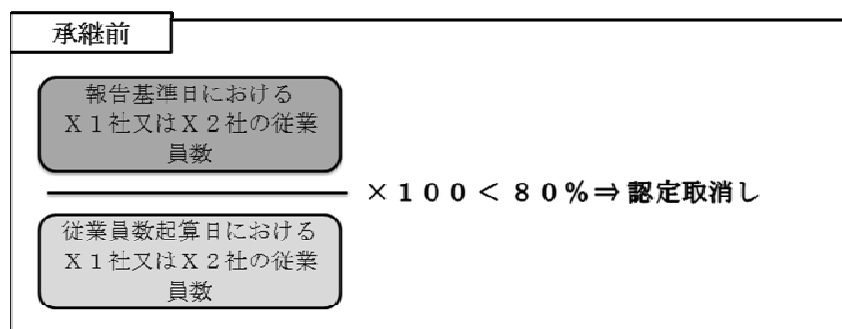 承継前
報告基準日における
Ｘ１社又はＸ２社の従業
員数
×１００＜８０％⇒認定取消し
従業員数起算日における
Ｘ１社又はＸ２社の従業
員数